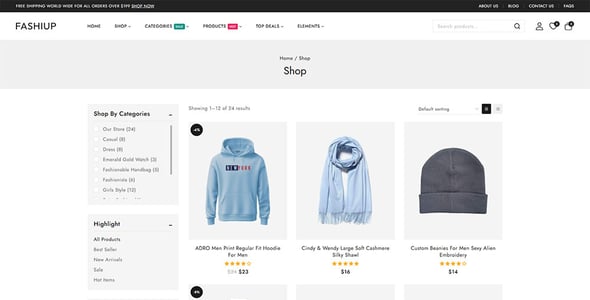 FREE SHIPPING WORLD WIDE FOR ALL ORDERS OVER $199 SHOP NOW
ABOUT US BLOG CONTACT US FAQS
FASHIUP
HOME SHOP CATEGORIES SALE PRODUCTS HOT TOP DEALS ELEMENTS
Search products...
0 0
Home / Shop
Shop
Shop By Categories -
Our Store (24)
Casual (8)
Dress (8)
Emerald Gold Watch (3)
Fashionable Handbag (5)
Fashionista (6)
Girls Style (12)
Highlight -
All Products
Best Seller
New Arrivals
Sale
Hot Items
Showing 1–12 of 34 results
Default sorting
-4%
NEW YORK
ADRO Men Print Regular Fit Hoodie
For Men
$24 $23
Cindy & Wendy Large Soft Cashmere
Silky Shawl
$16
Custom Beanies For Men Sexy Alien
Embroidery
$14
-4%